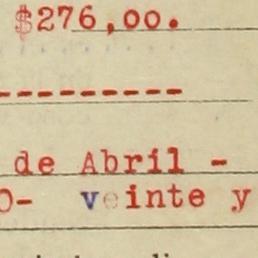 $276,00.
---------
de Abril -
O- veinte y